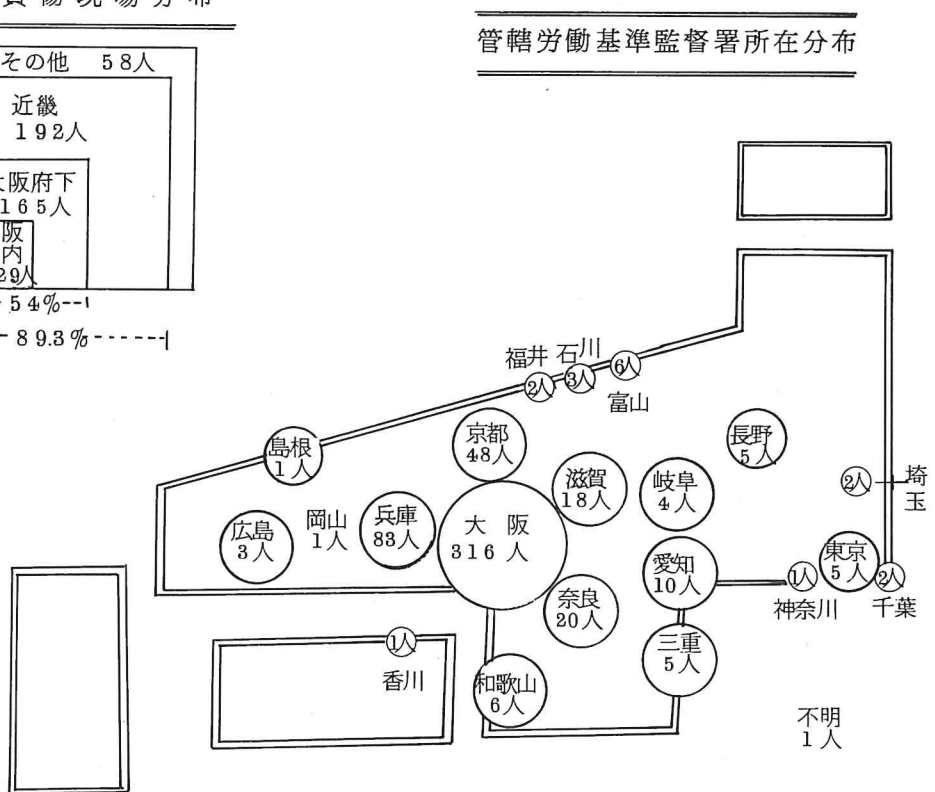 場分布
その他 58人
近畿
192人
阪府下
165人
阪
内
29人
54%
89.3%
管轄労働基準監督署所在分布
福井
2人
石川
3人
6人
富山
島根
1人
京都
48人
長野
5人
滋賀
18人
岐阜
4人
2人
埼玉
広島
3人
岡山
1人
兵庫
83人
大阪
316人
愛知
10人
1人
神奈川
東京
5人
2人
千葉
奈良
20人
1人
香川
和歌山
6人
三重
5人
不明
1人